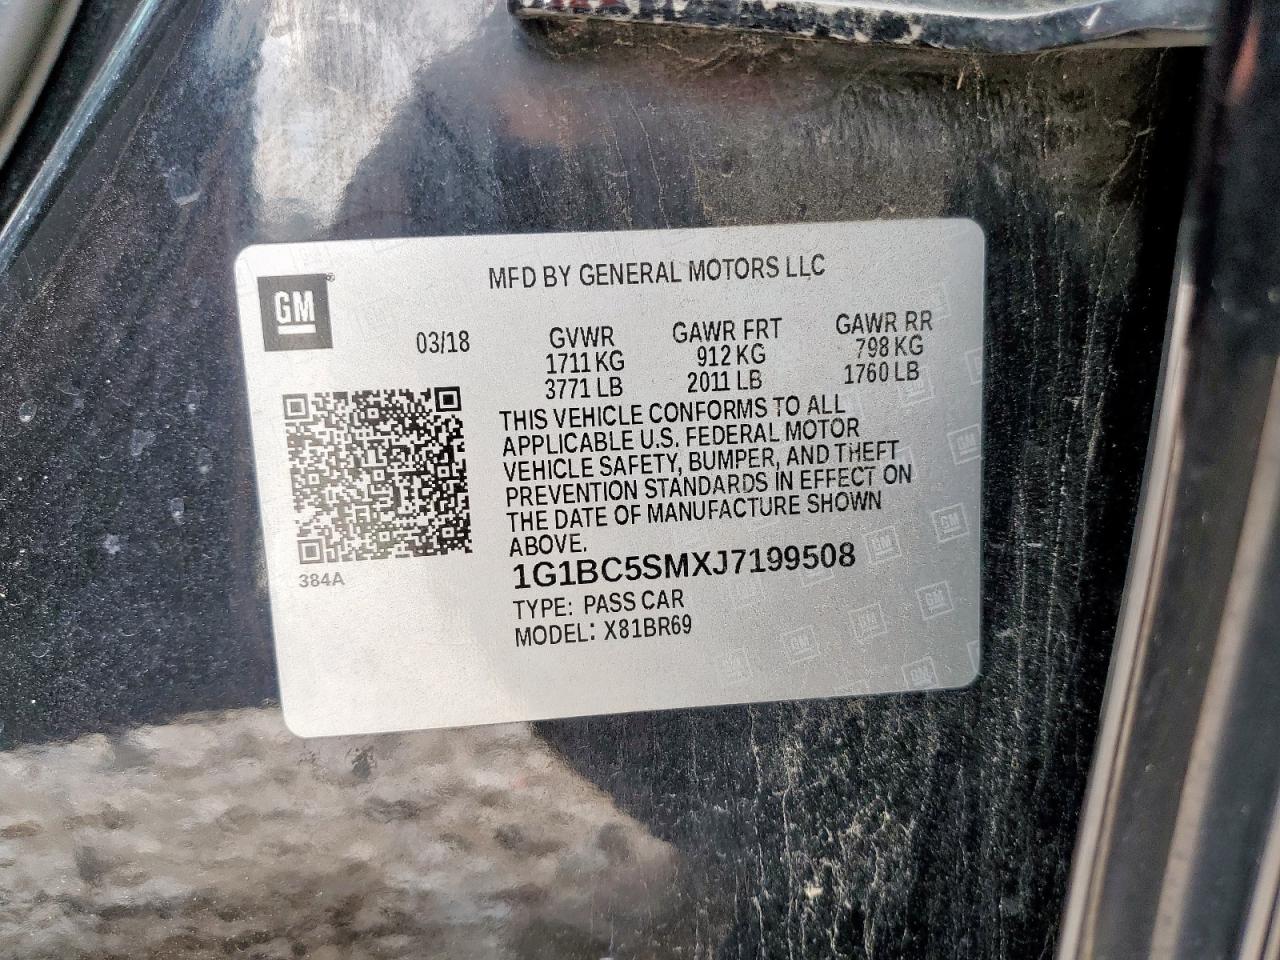 GM®
MFD BY GENERAL MOTORS LLC
03/18 GVWR GAWR FRT GAWR RR
1711 KG 912 KG 798 KG
3771 LB 2011 LB 1760 LB
THIS VEHICLE CONFORMS TO ALL
APPLICABLE U.S. FEDERAL MOTOR
VEHICLE SAFETY, BUMPER, AND THEFT
PREVENTION STANDARDS IN EFFECT ON
THE DATE OF MANUFACTURE SHOWN
ABOVE.
384A
1G1BC5SMXJ7199508
TYPE: PASS CAR
MODEL: X81BR69